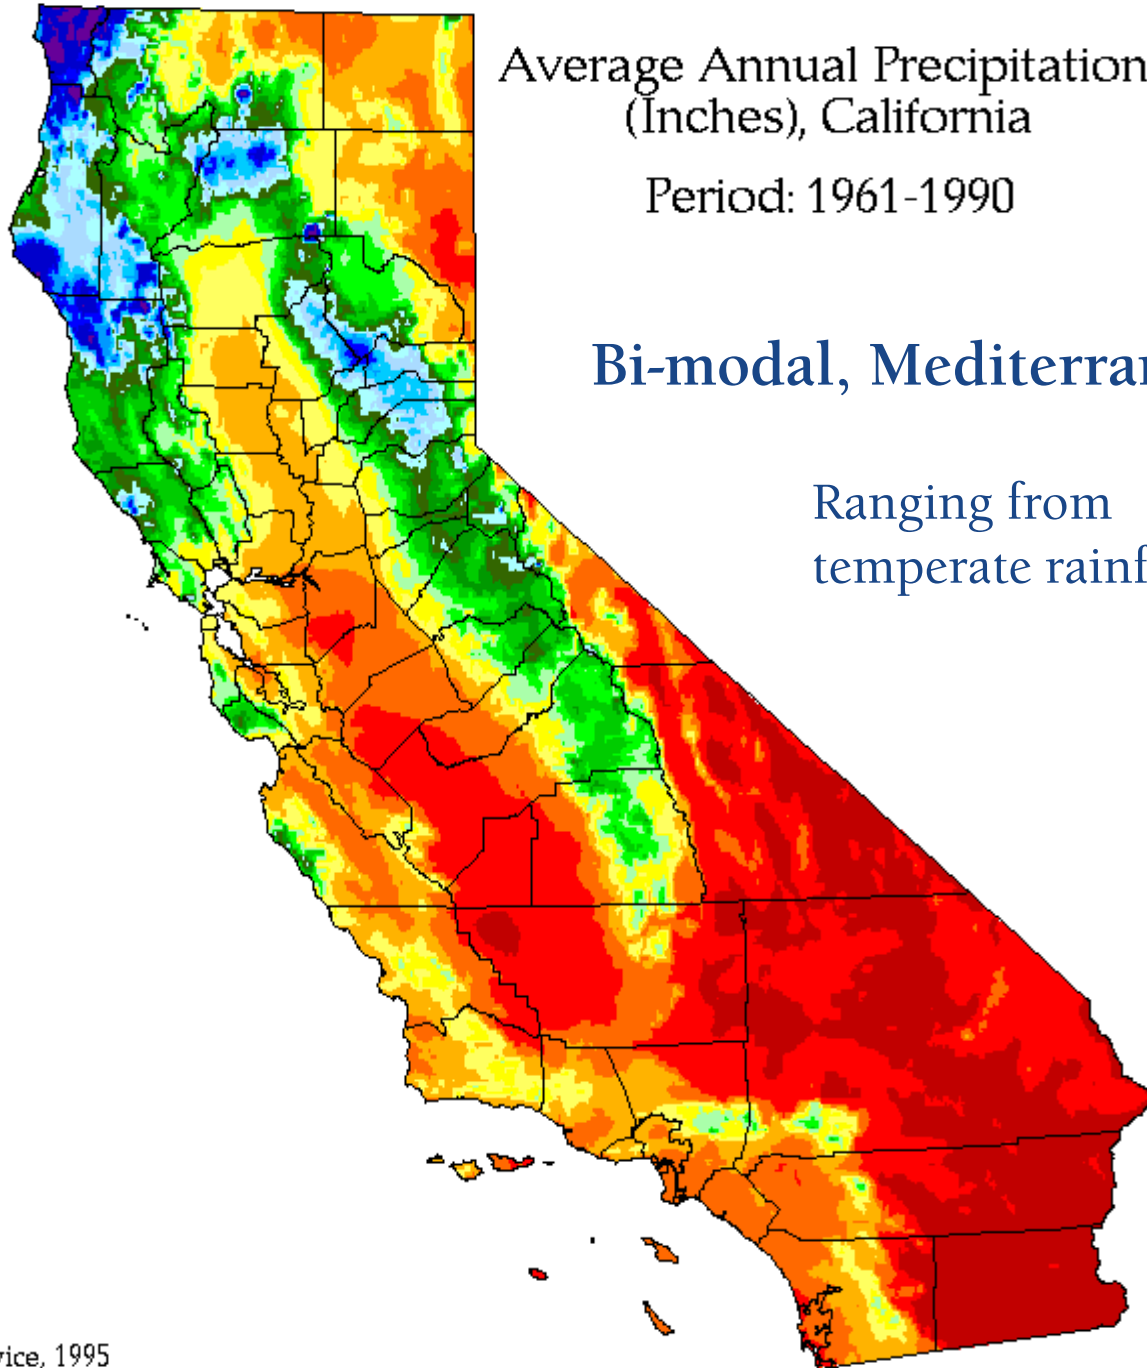 Average Annual Precipitation
(Inches), California
Period: 1961-1990
Bi-modal,
Ranging from
temperate
1995